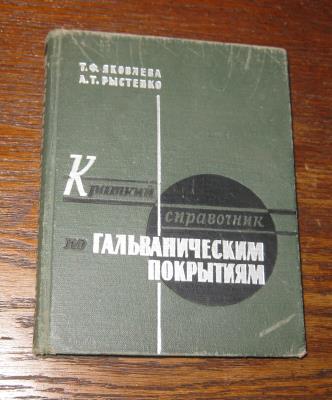 Т.Ф. ЯКОВЛЕВА
А.Т. РЫСТЕНКО
Краткий
справочник
по ГАЛЬВАНИЧЕСКИМ
ПОКРЫТИЯМ